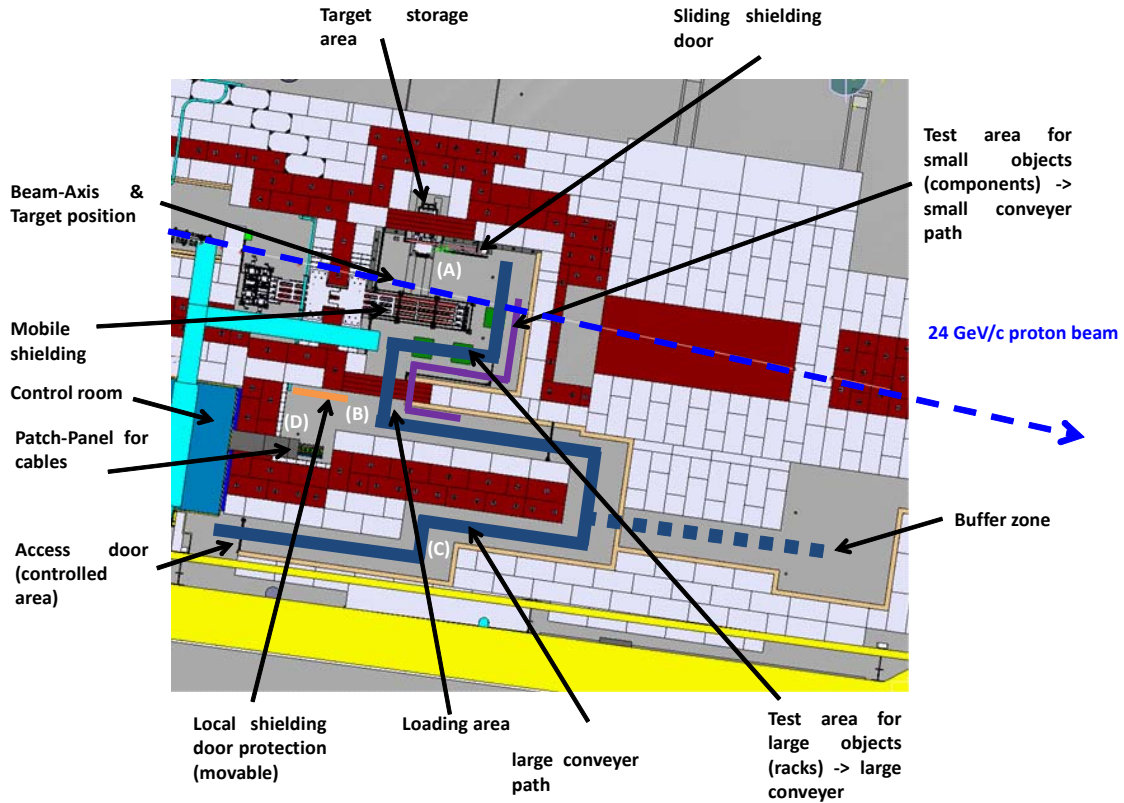 Target storage
area
Sliding shielding
door
Test area for
small objects
(components) ->
small conveyer
path
Beam-Axis &
Target position
(A)
Mobile
shielding
24 GeV/c proton beam
Control room
(D)
(B)
Patch-Panel for
cables
Buffer zone
Access door
(controlled
area)
(C)
Local shielding
door protection
(movable)
Loading area
large conveyer
path
Test area for
large objects
(racks) -> large
conveyer